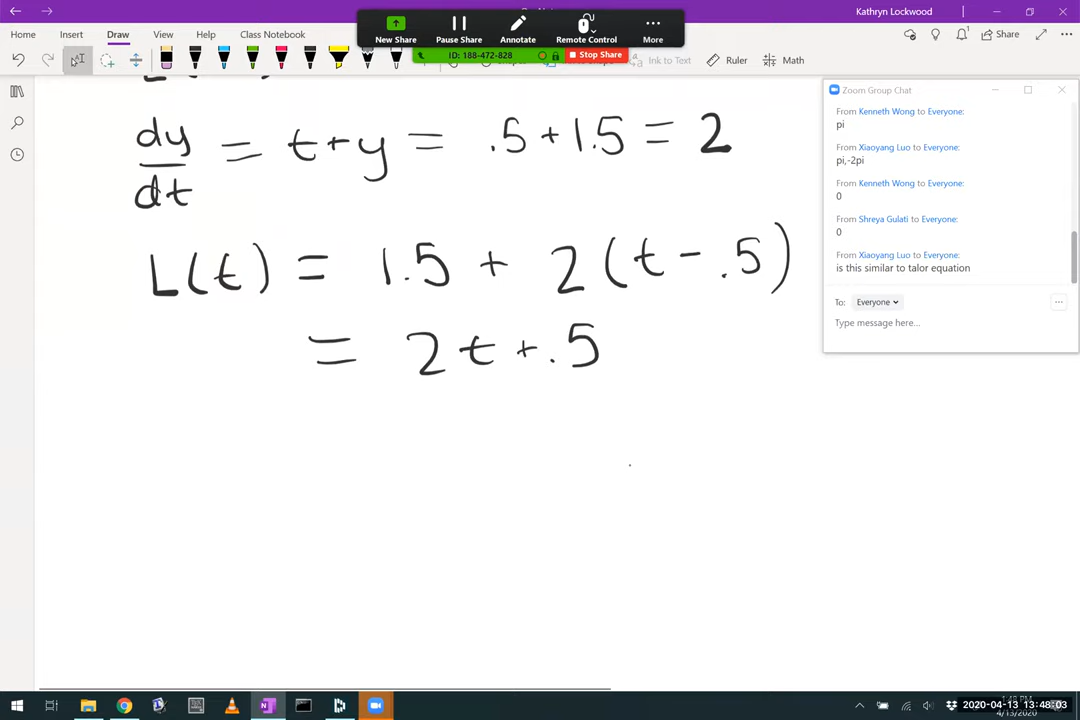 Kathryn Lockwood
New Share
Pause Share
Annotate
Remote Control
More
ID: 188-472-828
Stop Share
Home
Insert
Draw
View
Help
Class Notebook
Share
Ink to Text
Ruler
Math
Zoom Group Chat
From Kenneth Wong to Everyone:
pi
From Xiaoyang Luo to Everyone:
pi,-2pi
From Kenneth Wong to Everyone:
0
From Shreya Gulati to Everyone:
0
From Xiaoyang Luo to Everyone:
is this similar to talor equation
To: Everyone
Type message here...
dy/dt = t+y = .5+1.5 = 2
L(t) = 1.5 + 2(t-.5)
= 2t+.5
2020-04-13 13:48:03